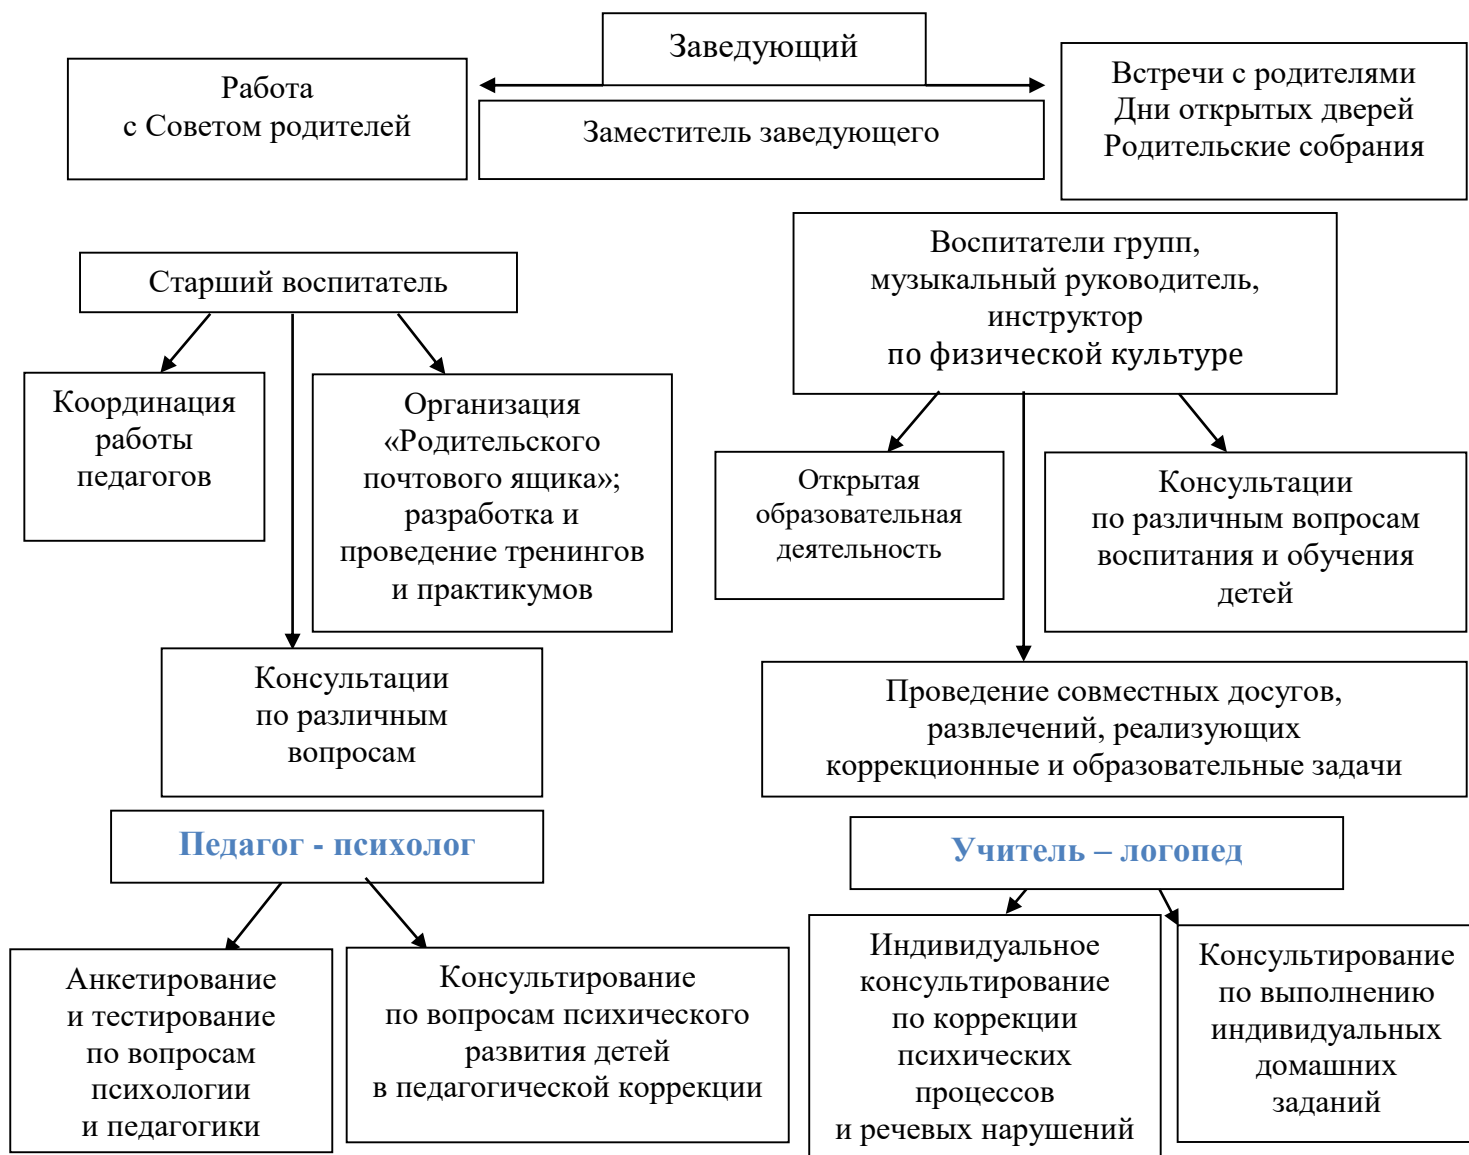 Заведующий
Работа
с Советом родителей
Заместитель заведующего
Встречи с родителями
Дни открытых дверей
Родительские собрания
Старший воспитатель
Воспитатели групп,
музыкальный руководитель,
инструктор
по физической культуре
Координация
работы
педагогов
Организация
«Родительского
почтового ящика»;
разработка и
проведение тренингов
и практикумов
Открытая
образовательная
деятельность
Консультации
по различным вопросам
воспитания и обучения
детей
Консультации
по различным
вопросам
Проведение совместных досугов,
развлечений, реализующих
коррекционные и образовательные задачи
Педагог - психолог
Учитель – логопед
Анкетирование
и тестирование
по вопросам
психологии
и педагогики
Консультирование
по вопросам психического
развития детей
в педагогической коррекции
Индивидуальное
консультирование
по коррекции
психических
процессов
и речевых нарушений
Консультирование
по выполнению
индивидуальных
домашних
заданий